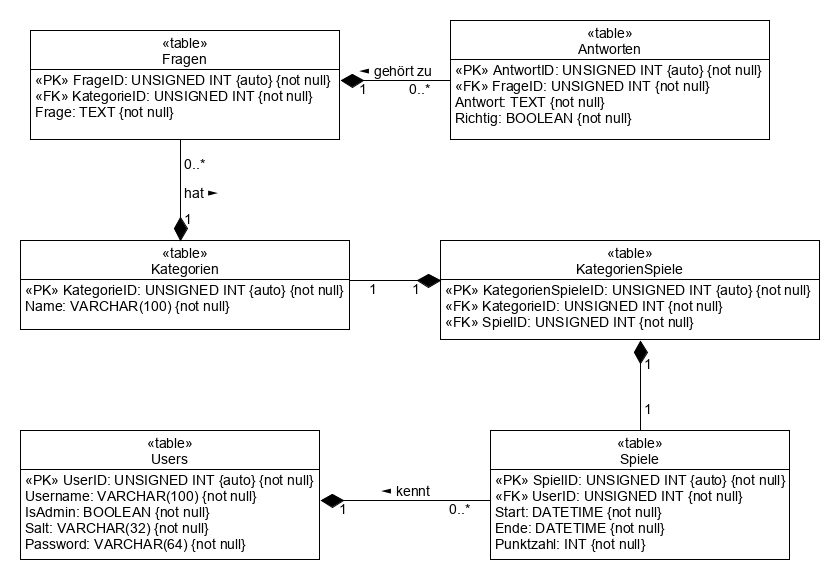 «table»
Fragen
«PK» FrageID: UNSIGNED INT {auto} {not null}
«FK» KategorieID: UNSIGNED INT {not null}
Frage: TEXT {not null}
◄ gehört zu
1
0..*
«table»
Antworten
«PK» AntwortID: UNSIGNED INT {auto} {not null}
«FK» FrageID: UNSIGNED INT {not null}
Antwort: TEXT {not null}
Richtig: BOOLEAN {not null}
0..*
hat ►
1
«table»
Kategorien
«PK» KategorieID: UNSIGNED INT {auto} {not null}
Name: VARCHAR(100) {not null}
1
1
«table»
KategorienSpiele
«PK» KategorienSpieleID: UNSIGNED INT {auto} {not null}
«FK» KategorieID: UNSIGNED INT {not null}
«FK» SpielID: UNSIGNED INT {not null}
1
1
«table»
Users
«PK» UserID: UNSIGNED INT {auto} {not null}
Username: VARCHAR(100) {not null}
IsAdmin: BOOLEAN {not null}
Salt: VARCHAR(32) {not null}
Password: VARCHAR(64) {not null}
◄ kennt
1
0..*
«table»
Spiele
«PK» SpielID: UNSIGNED INT {auto} {not null}
«FK» UserID: UNSIGNED INT {not null}
Start: DATETIME {not null}
Ende: DATETIME {not null}
Punktzahl: INT {not null}